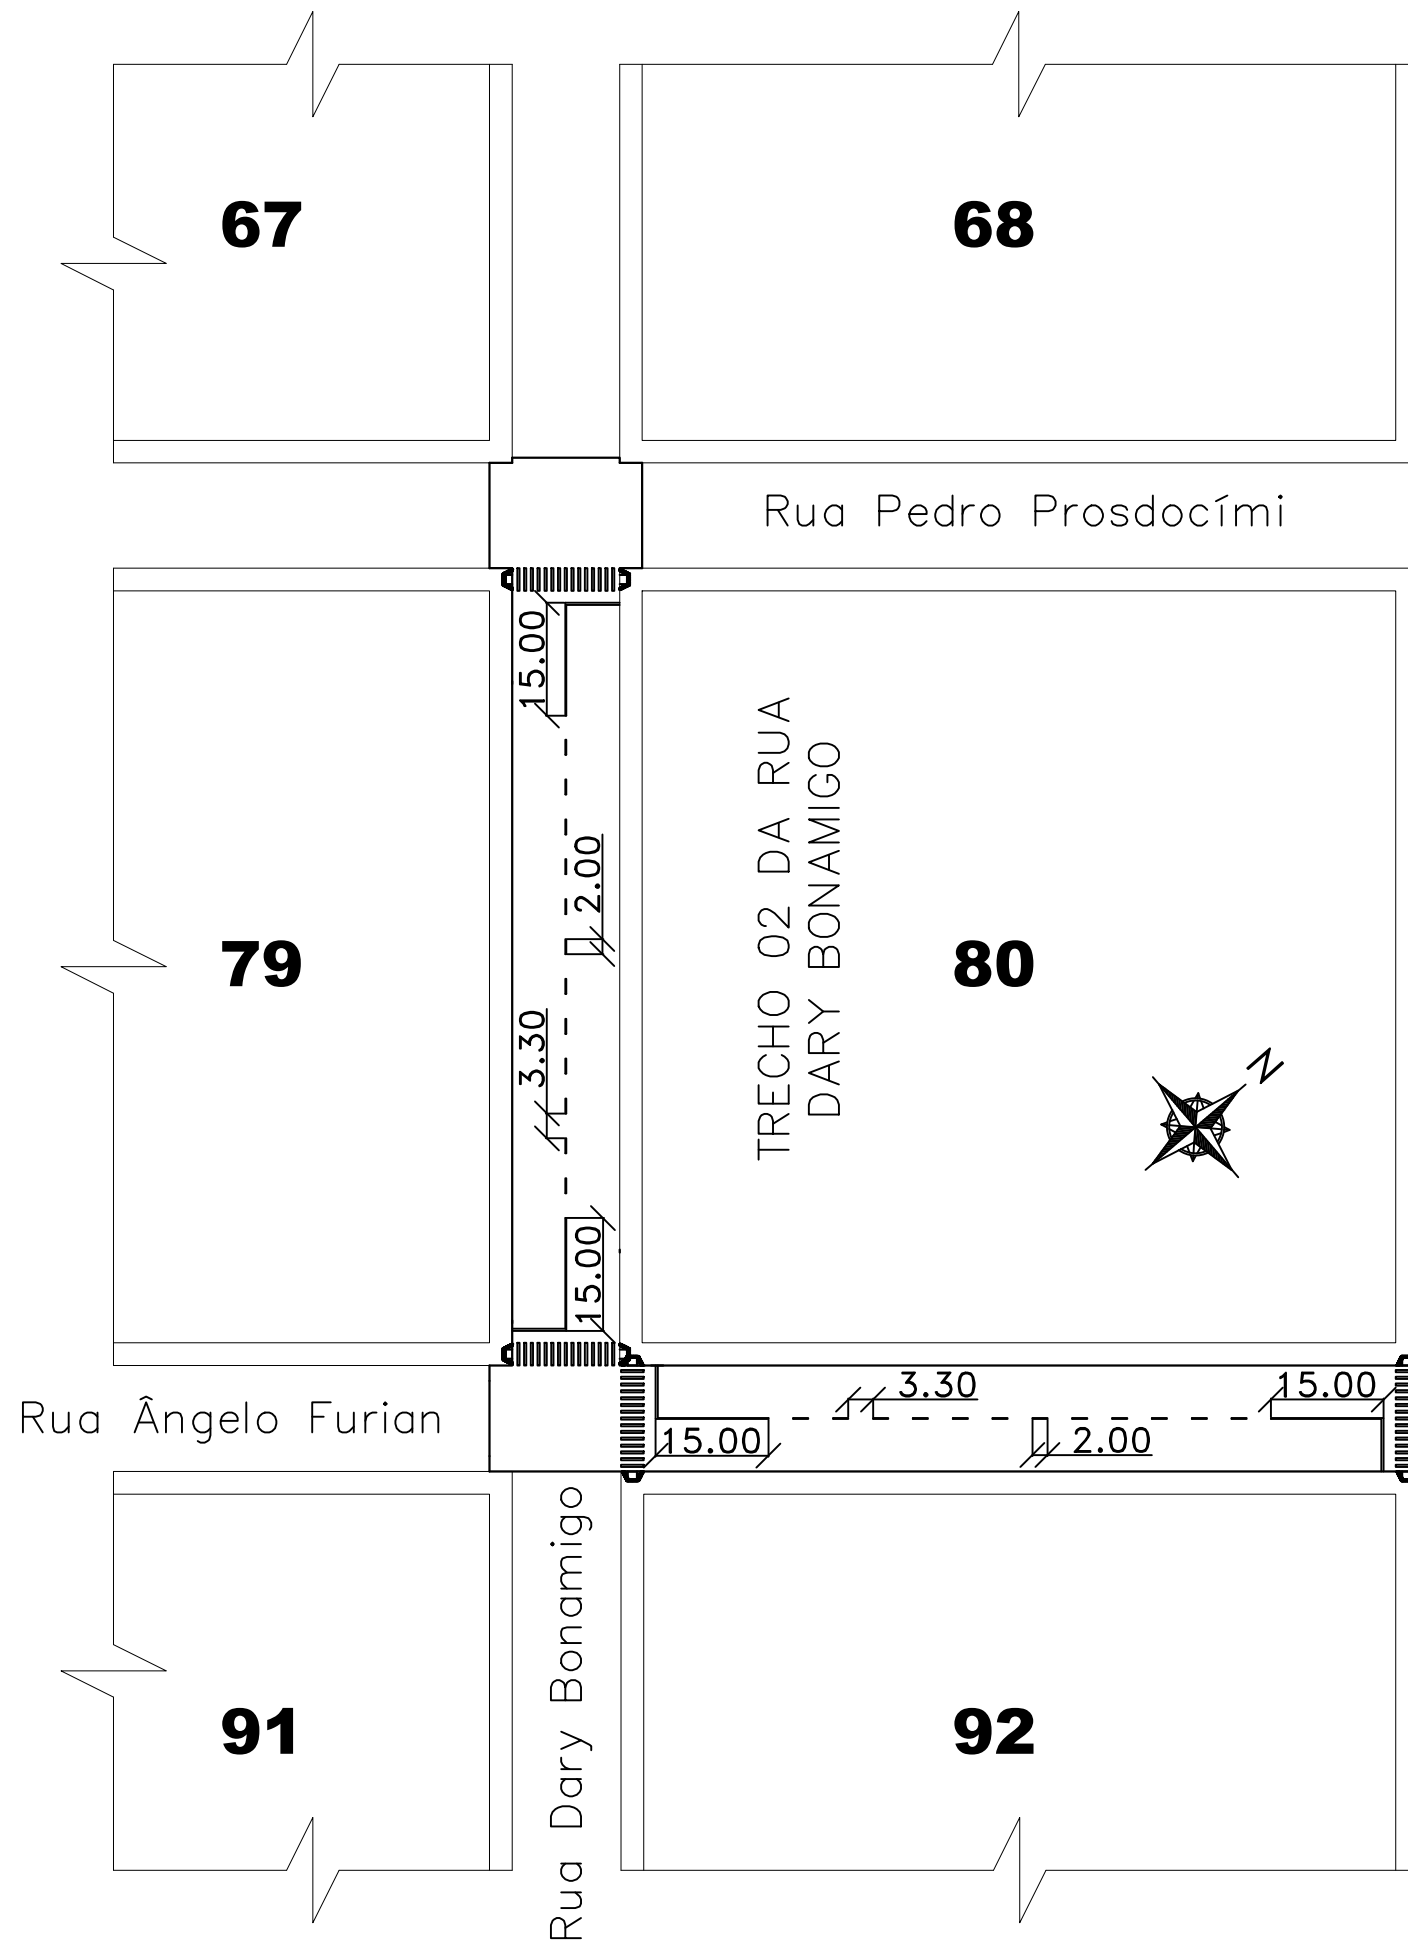 67
68
Rua Pedro Prosdocími
15.00
TRECHO 02 DA RUA
DARY BONAMIGO
2.00
79
80
3.30
N
15.00
3.30
15.00
Rua Ângelo Furian
15.00
2.00
Rua Dary Bonamigo
91
92